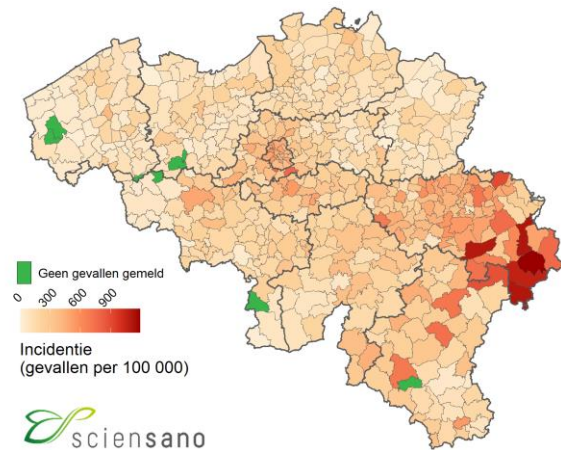 Geen gevallen gemeld
0 300 600 900
Incidentie
(gevallen per 100 000)
sciensano